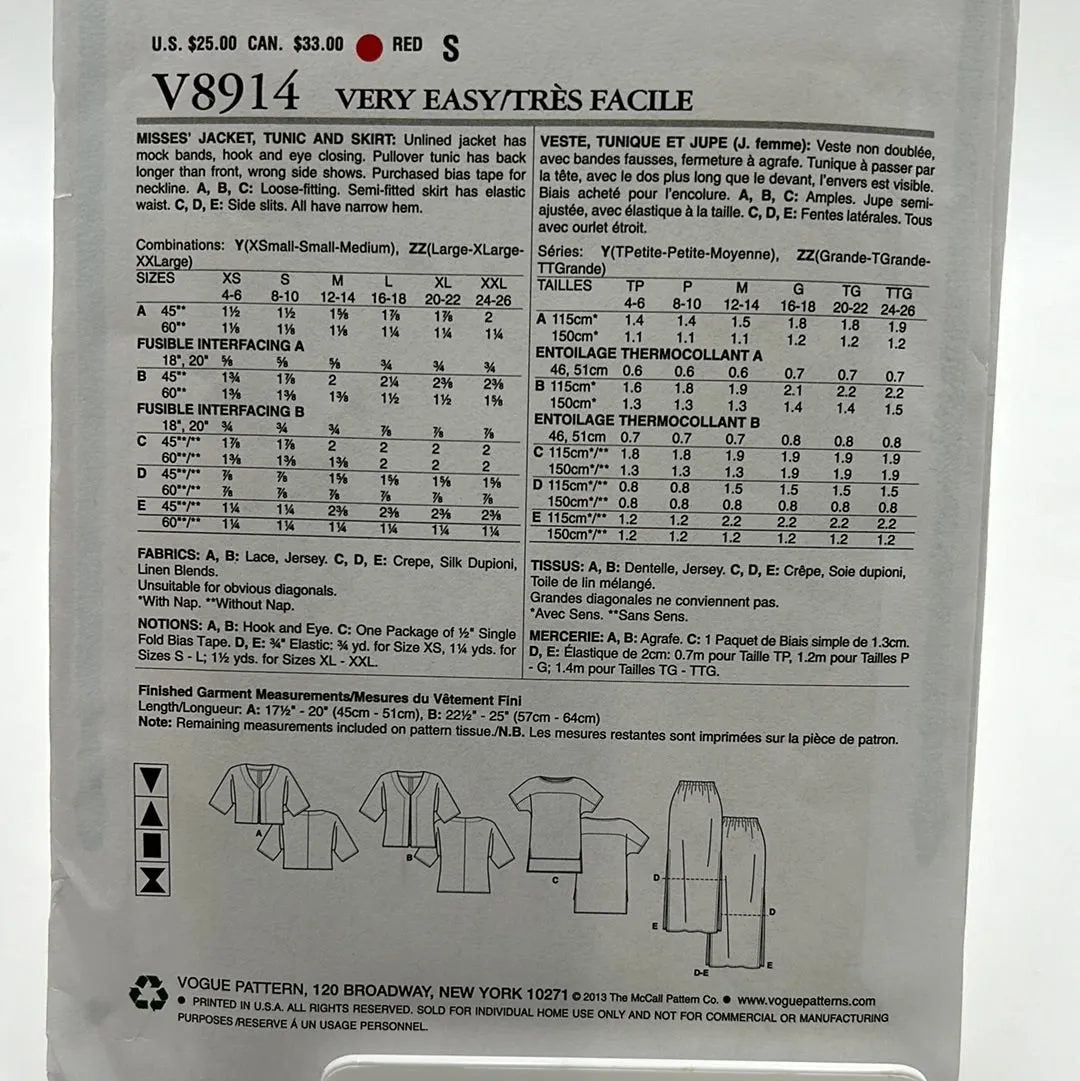 U.S. $25.00 CAN. $33.00 RED S
V8914 VERY EASY/TRÈS FACILE
MISSES' JACKET, TUNIC AND SKIRT: Unlined jacket has
mock bands, hook and eye closing. Pullover tunic has back
longer than front, wrong side shows. Purchased bias tape for
neckline. A, B, C: Loose-fitting. Semi-fitted skirt has elastic
waist. C, D, E: Side slits. All have narrow hem.
Combinations: Y(XSmall-Small-Medium), ZZ(Large-XLarge-
XXLarge)
SIZES XS S M L XL XXL
4-6 8-10 12-14 16-18 20-22 24-26
A 45"* 1½ 1½ 1⅝ 1⅞ 1⅞ 2
60"* 1⅛ 1⅛ 1⅛ 1¼ 1¼ 1¼
FUSIBLE INTERFACING A
18", 20" ⅝ ⅝ ⅝ ¾ ¾ ¾
B 45"* 1¾ 1⅞ 2 2¼ 2⅜ 2⅜
60"* 1⅜ 1⅜ 1⅜ 1½ 1½ 1⅝
FUSIBLE INTERFACING B
18", 20" ¾ ¾ ¾ ⅞ ⅞ ⅞
C 45"*/** 1⅞ 1⅞ 2 2 2 2
60"*/** 1⅜ 1⅜ 1⅜ 2 2 2
D 45"*/** ⅞ ⅞ 1⅝ 1⅝ 1⅝ 1⅝
60"*/** ⅞ ⅞ ⅞ ⅞ ⅞ ⅞
E 45"*/** 1¼ 1¼ 2⅜ 2⅜ 2⅜ 2⅜
60"*/** 1¼ 1¼ 1¼ 1¼ 1¼ 1¼
FABRICS: A, B: Lace, Jersey. C, D, E: Crepe, Silk Dupioni,
Linen Blends.
Unsuitable for obvious diagonals.
*With Nap. **Without Nap.
NOTIONS: A, B: Hook and Eye. C: One Package of ½" Single
Fold Bias Tape. D, E: ¾" Elastic: ¾ yd. for Size XS, 1¼ yds. for
Sizes S - L; 1½ yds. for Sizes XL - XXL.
VESTE, TUNIQUE ET JUPE (J. femme): Veste non doublée,
avec bandes fausses, fermeture à agrafe. Tunique à passer par
la tête, avec le dos plus long que le devant, l'envers est visible.
Biais acheté pour l'encolure. A, B, C: Amples. Jupe semi-
ajustée, avec élastique à la taille. C, D, E: Fentes latérales. Tous
avec ourlet étroit.
Séries: Y(TPetite-Petite-Moyenne), ZZ(Grande-TGrande-
TTGrande)
TAILLES TP P M G TG TTG
4-6 8-10 12-14 16-18 20-22 24-26
A 115cm* 1.4 1.4 1.5 1.8 1.8 1.9
150cm* 1.1 1.1 1.1 1.2 1.2 1.2
ENTOILAGE THERMOCOLLANT A
46, 51cm 0.6 0.6 0.6 0.7 0.7 0.7
B 115cm* 1.6 1.8 1.9 2.1 2.2 2.2
150cm* 1.3 1.3 1.3 1.4 1.4 1.5
ENTOILAGE THERMOCOLLANT B
46, 51cm 0.7 0.7 0.7 0.8 0.8 0.8
C 115cm*/** 1.8 1.8 1.9 1.9 1.9 1.9
150cm*/** 1.3 1.3 1.3 1.9 1.9 1.9
D 115cm*/** 0.8 0.8 1.5 1.5 1.5 1.5
150cm*/** 0.8 0.8 0.8 0.8 0.8 0.8
E 115cm*/** 1.2 1.2 2.2 2.2 2.2 2.2
150cm*/** 1.2 1.2 1.2 1.2 1.2 1.2
TISSUS: A, B: Dentelle, Jersey. C, D, E: Crêpe, Soie dupioni,
Toile de lin mélangé.
Grandes diagonales ne conviennent pas.
*Avec Sens. **Sans Sens.
MERCERIE: A, B: Agrafe. C: 1 Paquet de Biais simple de 1.3cm.
D, E: Élastique de 2cm: 0.7m pour Taille TP, 1.2m pour Tailles P
- G; 1.4m pour Tailles TG - TTG.
Finished Garment Measurements/Mesures du Vêtement Fini
Length/Longueur: A: 17½" - 20" (45cm - 51cm), B: 22½" - 25" (57cm - 64cm)
Note: Remaining measurements included on pattern tissue./N.B. Les mesures restantes sont imprimées sur la pièce de patron.
A
B
C
D
E
D
E
D-E
VOGUE PATTERN, 120 BROADWAY, NEW YORK 10271 © 2013 The McCall Pattern Co. ● www.voguepatterns.com
● PRINTED IN U.S.A. ALL RIGHTS RESERVED. SOLD FOR INDIVIDUAL HOME USE ONLY AND NOT FOR COMMERCIAL OR MANUFACTURING
PURPOSES /RESERVE Á UN USAGE PERSONNEL.